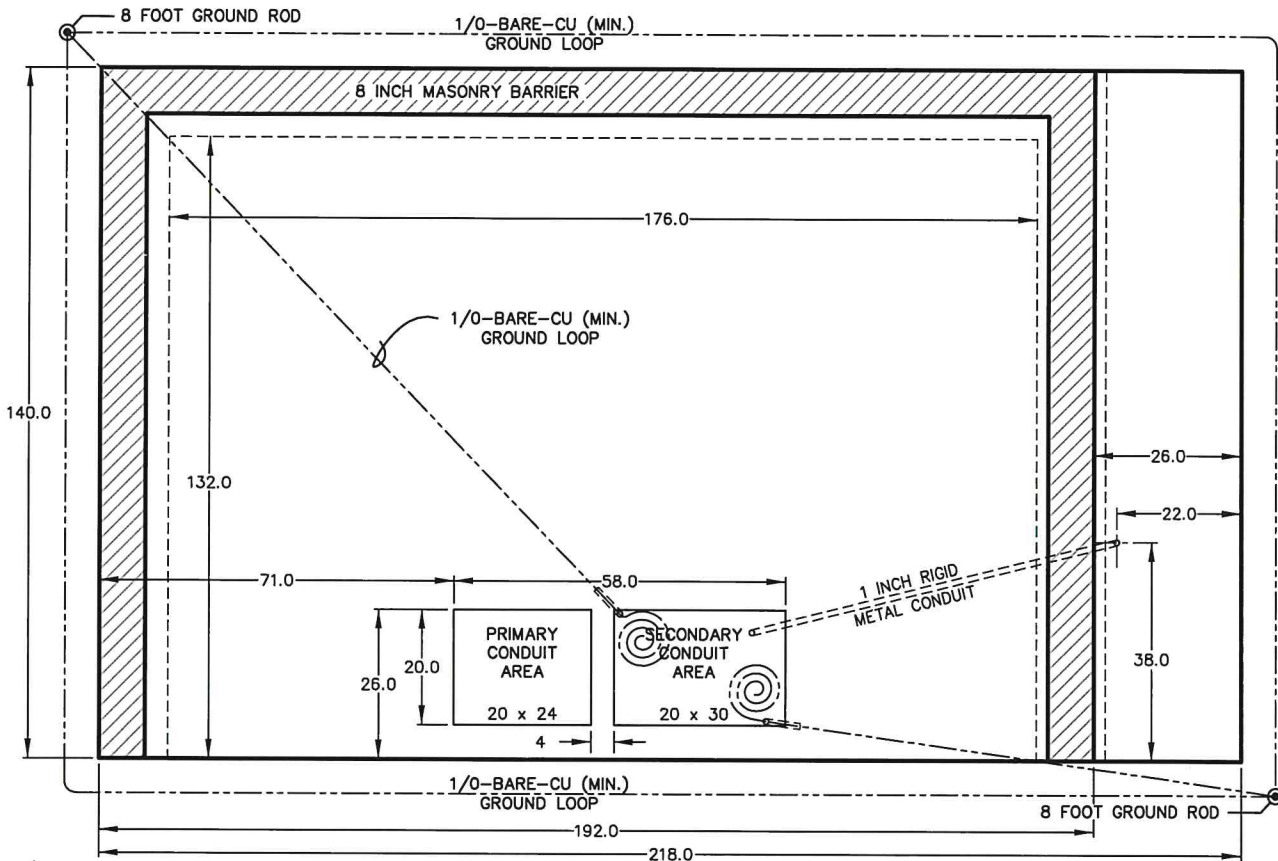 8 FOOT GROUND ROD
1/0-BARE-CU (MIN.)
GROUND LOOP
8 INCH MASONRY BARRIER
176.0
1/0-BARE-CU (MIN.)
GROUND LOOP
140.0
132.0
26.0
22.0
71.0
58.0
1 INCH RIGID
METAL CONDUIT
PRIMARY
CONDUIT
AREA
20 x 24
SECONDARY
CONDUIT
AREA
20 x 30
20.0
26.0
38.0
4
1/0-BARE-CU (MIN.)
GROUND LOOP
8 FOOT GROUND ROD
192.0
218.0